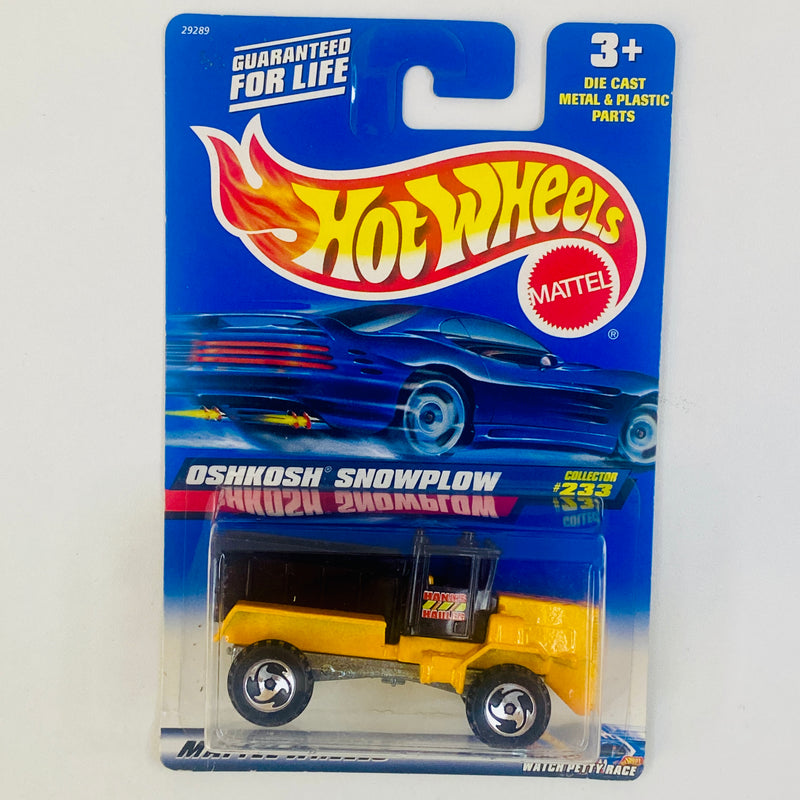 29289
GUARANTEED
FOR LIFE
3+
DIE CAST
METAL & PLASTIC
PARTS
HOT WHEELS
MATTEL
®
OSHKOSH® SNOWPLOW
COLLECTOR
#233
HAULER
WATCH PETTY RACE